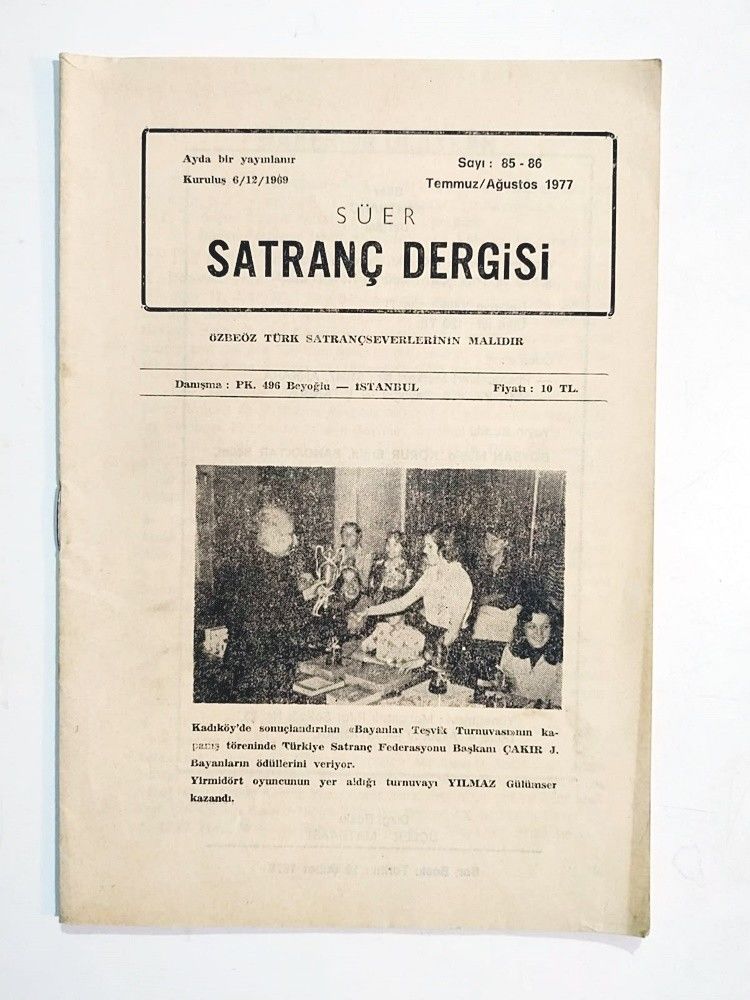 Ayda bir yayınlanır
Kuruluş 6/12/1969
Sayı : 85 - 86
Temmuz/Ağustos 1977
SÜER
SATRANÇ DERGiSi
ÖZBEÖZ TÜRK SATRANÇSEVERLERİNİN MALIDIR
Danışma : PK. 496 Beyoğlu — İSTANBUL
Fiyatı : 10 TL.
Kadıköy'de sonuçlandırılan «Bayanlar Teşvik Turnuvası»nın ka-
panış töreninde Türkiye Satranç Federasyonu Başkanı ÇAKIR J.
Bayanların ödüllerini veriyor.
Yirmidört oyuncunun yer aldığı turnuvayı YILMAZ Gülümser
kazandı.